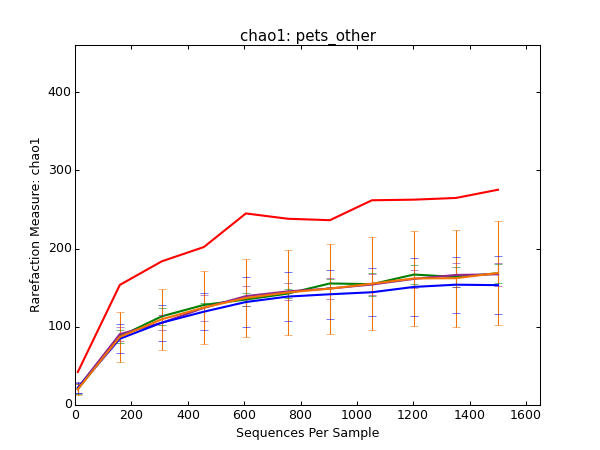 chao1: pets_other
Rarefaction Measure: chao1
400
300
200
100
0
0 200 400 600 800 1000 1200 1400 1600
Sequences Per Sample